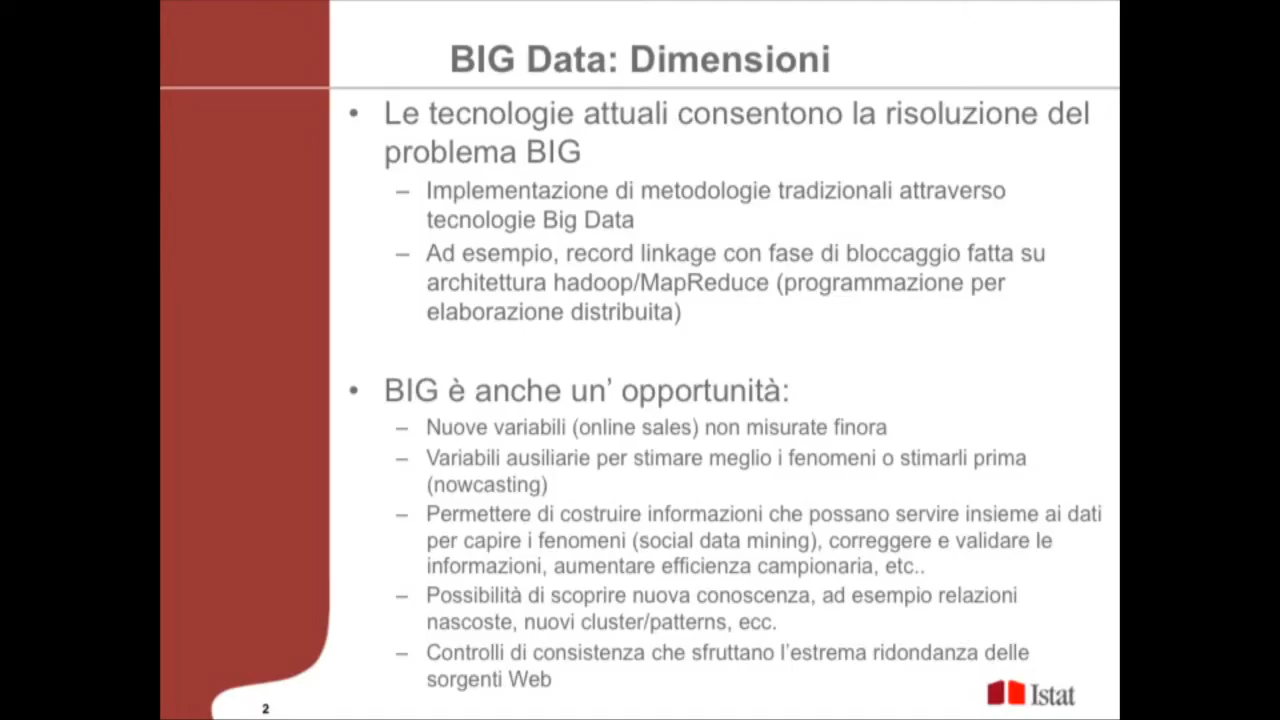 BIG Data: Dimensioni
• Le tecnologie attuali consentono la risoluzione del
problema BIG
– Implementazione di metodologie tradizionali attraverso
tecnologie Big Data
– Ad esempio, record linkage con fase di bloccaggio fatta su
architettura hadoop/MapReduce (programmazione per
elaborazione distribuita)
• BIG è anche un’ opportunità:
– Nuove variabili (online sales) non misurate finora
– Variabili ausiliarie per stimare meglio i fenomeni o stimarli prima
(nowcasting)
– Permettere di costruire informazioni che possano servire insieme ai dati
per capire i fenomeni (social data mining), correggere e validare le
informazioni, aumentare efficienza campionaria, etc..
– Possibilità di scoprire nuova conoscenza, ad esempio relazioni
nascoste, nuovi cluster/patterns, ecc.
– Controlli di consistenza che sfruttano l’estrema ridondanza delle
sorgenti Web
Istat
2